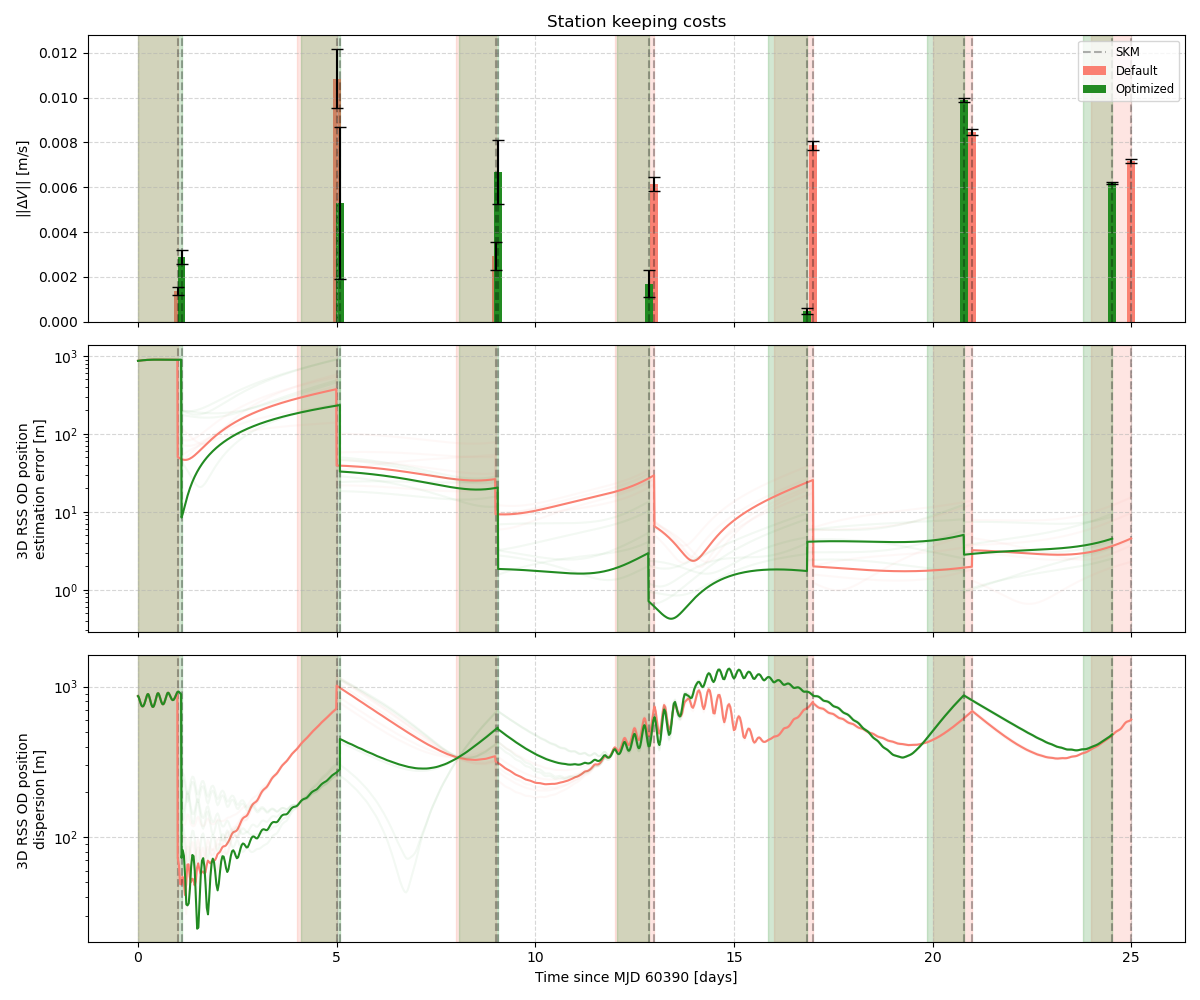 Station keeping costs
||ΔV|| [m/s]
0.012
0.010
0.008
0.006
0.004
0.002
0.000
SKM
Default
Optimized
3D RSS OD position
estimation error [m]
10³
10²
10¹
10⁰
3D RSS OD position
dispersion [m]
10³
10²
0 5 10 15 20 25
Time since MJD 60390 [days]